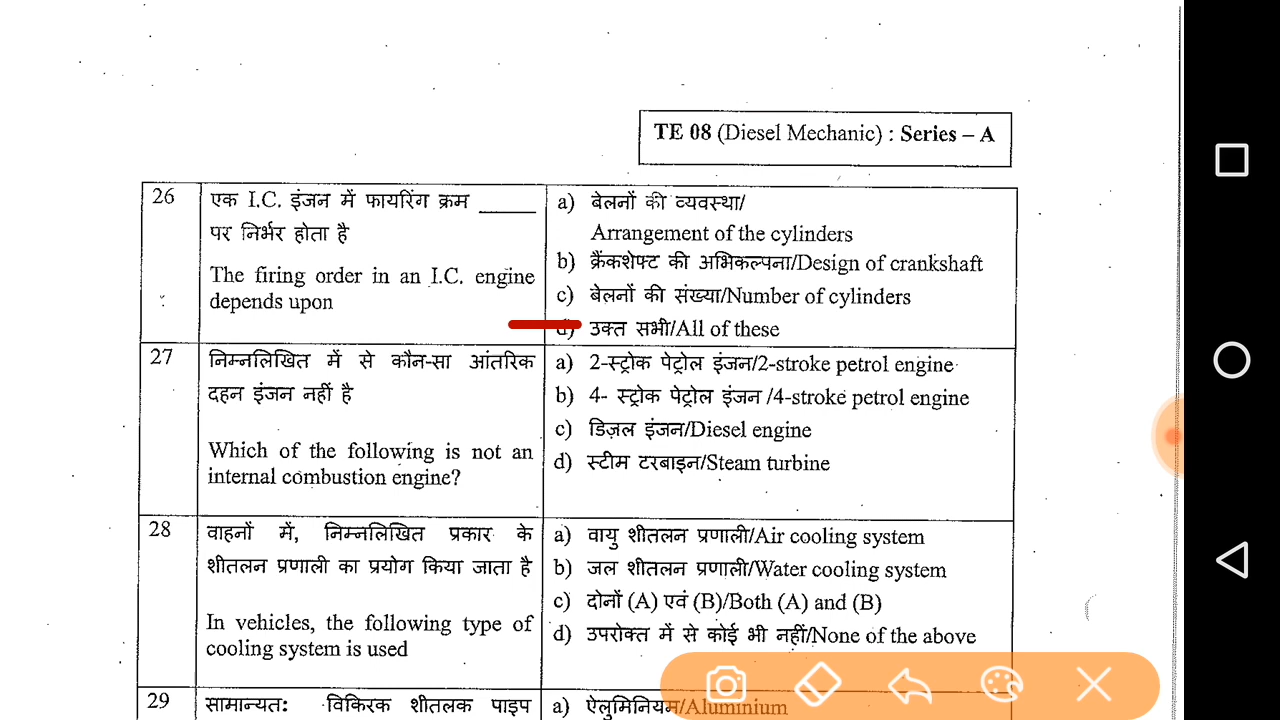 TE 08 (Diesel Mechanic) : Series – A
26
एक I.C. इंजन में फायरिंग क्रम ______
पर निर्भर होता है
The firing order in an I.C. engine
depends upon
a) बेलनों की व्यवस्था/
Arrangement of the cylinders
b) क्रैंकशेफ्ट की अभिकल्पना/Design of crankshaft
c) बेलनों की संख्या/Number of cylinders
d) उक्त सभी/All of these
27
निम्नलिखित में से कौन-सा आंतरिक
दहन इंजन नहीं है
Which of the following is not an
internal combustion engine?
a) 2-स्ट्रोक पेट्रोल इंजन/2-stroke petrol engine
b) 4- स्ट्रोक पेट्रोल इंजन /4-stroke petrol engine
c) डिज़ल इंजन/Diesel engine
d) स्टीम टरबाइन/Steam turbine
28
वाहनों में, निम्नलिखित प्रकार के
शीतलन प्रणाली का प्रयोग किया जाता है
In vehicles, the following type of
cooling system is used
a) वायु शीतलन प्रणाली/Air cooling system
b) जल शीतलन प्रणाली/Water cooling system
c) दोनों (A) एवं (B)/Both (A) and (B)
d) उपरोक्त में से कोई भी नहीं/None of the above
29
सामान्यतः विकिरक शीतलक पाइप
a) ऐलुमिनियम/Aluminium